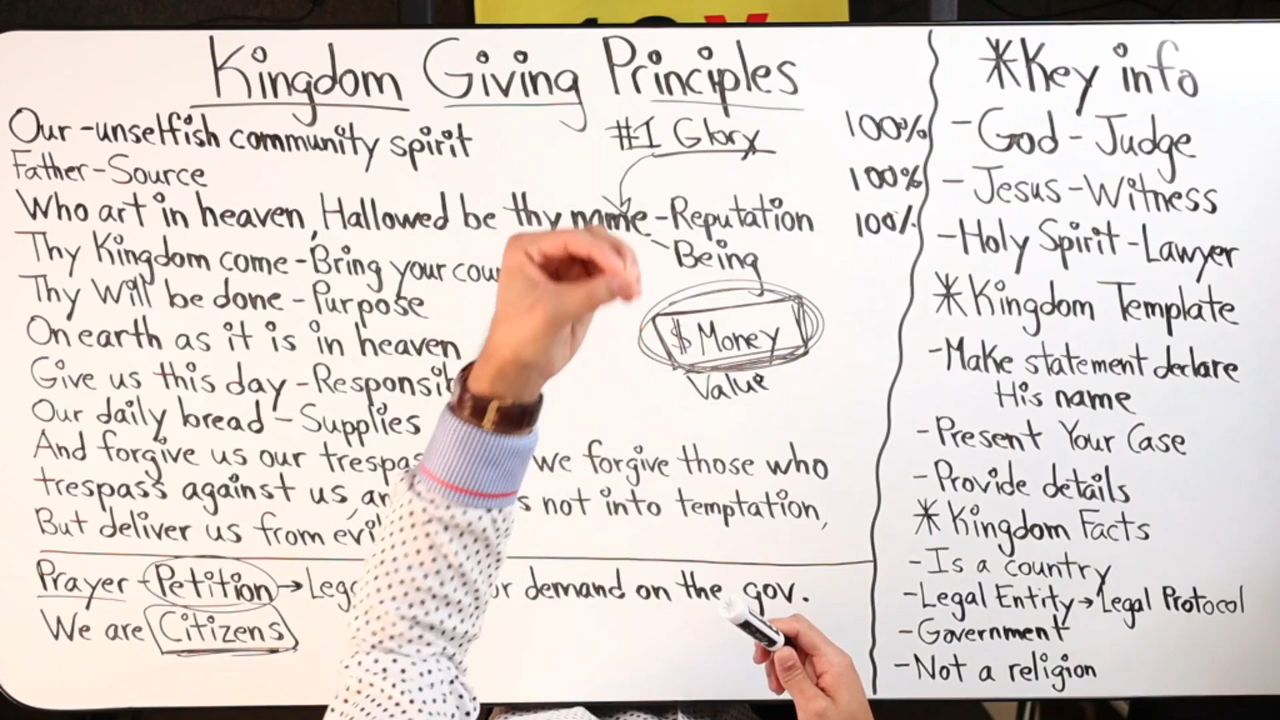 Kingdom Giving Principles
Our - unselfish community spirit
#1 Glory
100%
Father - Source
100%
Who art in heaven, Hallowed be thy name - Reputation
100%
- Being
Thy Kingdom come - Bring your
Thy Will be done - Purpose
$ Money
Value
On earth as it is in heaven
Give us this day -
Our daily bread - Supplies
And forgive us our we forgive those who
trespass against us, not into temptation,
But deliver us from
Prayer - Petition → demand on the gov.
We are Citizens
*Key info
- God - Judge
- Jesus - Witness
- Holy Spirit - Lawyer
*Kingdom Template
- Make statement declare
His name
- Present Your Case
- Provide details
*Kingdom Facts
- Is a country
- Legal Entity → Legal Protocol
- Government
- Not a religion